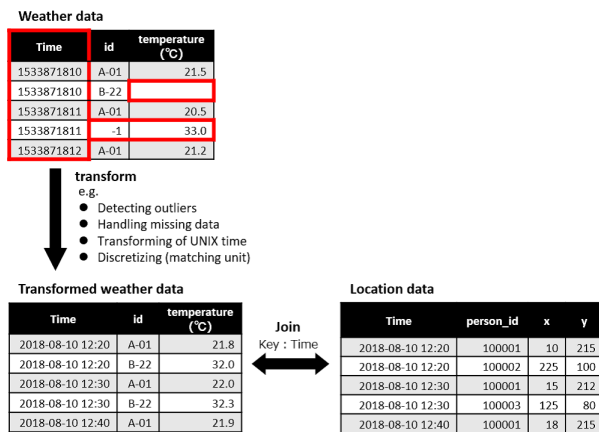 Weather data
Time id temperature (℃)
1533871810 A-01 21.5
1533871810 B-22
1533871811 A-01 20.5
1533871811 -1 33.0
1533871812 A-01 21.2
transform
e.g.
● Detecting outliers
● Handling missing data
● Transforming of UNIX time
● Discretizing (matching unit)
Transformed weather data
Time id temperature (℃)
2018-08-10 12:20 A-01 21.8
2018-08-10 12:20 B-22 32.0
2018-08-10 12:30 A-01 22.0
2018-08-10 12:30 B-22 32.3
2018-08-10 12:40 A-01 21.9
Join
Key : Time
Location data
Time person_id x y
2018-08-10 12:20 100001 10 215
2018-08-10 12:20 100002 225 100
2018-08-10 12:30 100001 15 212
2018-08-10 12:30 100003 125 80
2018-08-10 12:40 100001 18 215